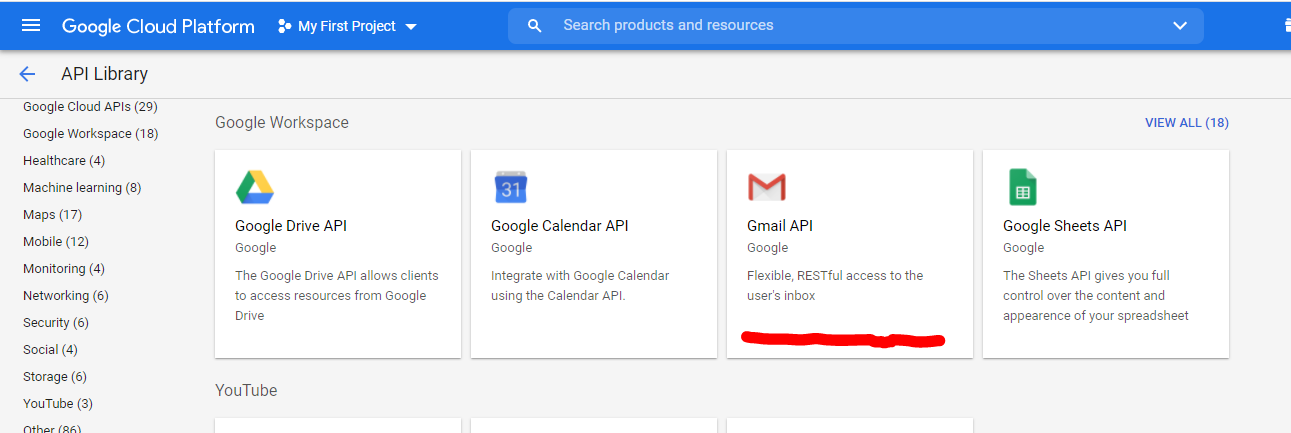 Google Cloud Platform
My First Project
Search products and resources
API Library
Google Cloud APIs (29)
Google Workspace (18)
Healthcare (4)
Machine learning (8)
Maps (17)
Mobile (12)
Monitoring (4)
Networking (6)
Security (6)
Social (4)
Storage (6)
YouTube (3)
Other (86)
Google Workspace
VIEW ALL (18)
31
Google Drive API
Google
The Google Drive API allows clients
to access resources from Google
Drive
Google Calendar API
Google
Integrate with Google Calendar
using the Calendar API.
Gmail API
Google
Flexible, RESTful access to the
user's inbox
Google Sheets API
Google
The Sheets API gives you full
control over the content and
appearence of your spreadsheet
YouTube